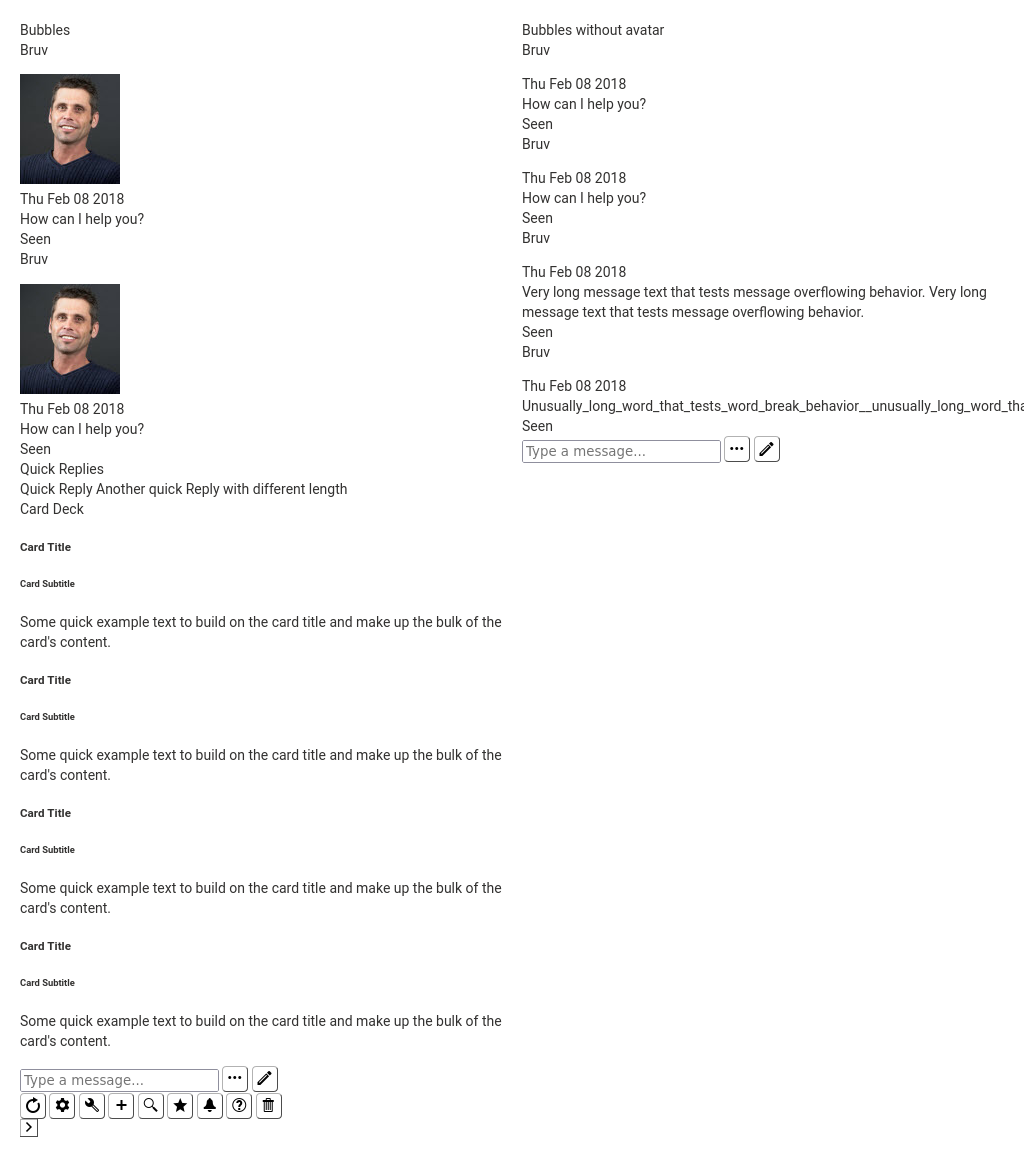 Bubbles
Bruv
Thu Feb 08 2018
How can I help you?
Seen
Bruv
Thu Feb 08 2018
How can I help you?
Seen
Quick Replies
Quick Reply Another quick Reply with different length
Card Deck
Card Title
Card Subtitle
Some quick example text to build on the card title and make up the bulk of the
card's content.
Card Title
Card Subtitle
Some quick example text to build on the card title and make up the bulk of the
card's content.
Card Title
Card Subtitle
Some quick example text to build on the card title and make up the bulk of the
card's content.
Card Title
Card Subtitle
Some quick example text to build on the card title and make up the bulk of the
card's content.
Type a message...
Bubbles without avatar
Bruv
Thu Feb 08 2018
How can I help you?
Seen
Bruv
Thu Feb 08 2018
How can I help you?
Seen
Bruv
Thu Feb 08 2018
Very long message text that tests message overflowing behavior. Very long
message text that tests message overflowing behavior.
Seen
Bruv
Thu Feb 08 2018
Unusually_long_word_that_tests_word_break_behavior__unusually_long_word_tha
Seen
Type a message...